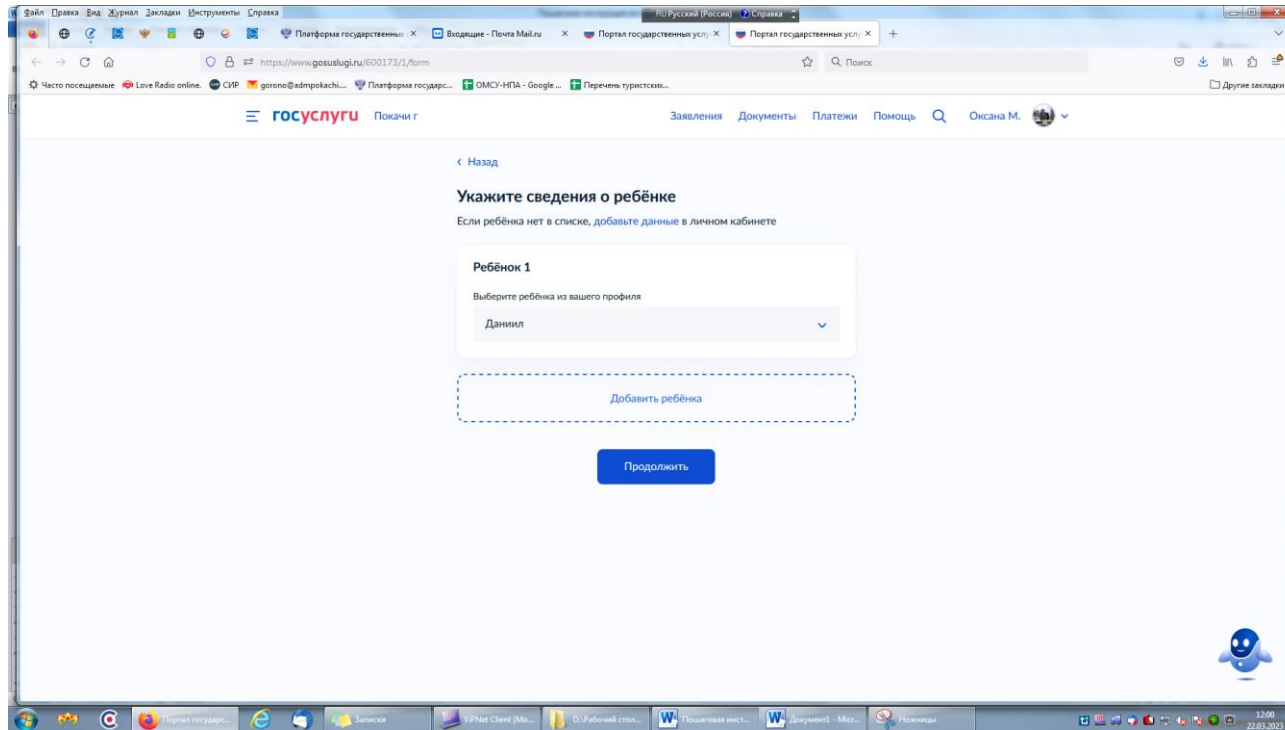 Файл Правка Вид Журнал Закладки Инструменты Справка
RU Русский (Россия) Справка
Платформа государственных
Входящие - Почта Mail.ru
Портал государственных услу
Портал государственных услу
https://www.gosuslugi.ru/600173/1/form
Поиск
Часто посещаемые Love Radio online. СИР gorono@admpokachi.... Платформа государс... ОМСУ-НПА - Google ... Перечень туристских... Другие закладки
госуслуги Покачи г Заявления Документы Платежи Помощь Оксана М.
Назад
Укажите сведения о ребёнке
Если ребёнка нет в списке, добавьте данные в личном кабинете
Ребёнок 1
Выберите ребёнка из вашего профиля
Даниил
Добавить ребёнка
Продолжить
Портал государс... Записки ViPNet Client [Мо... D:\Рабочий стол... Пошаговая инст... Документ1 - Micr... Ножницы 12:00
22.03.2023